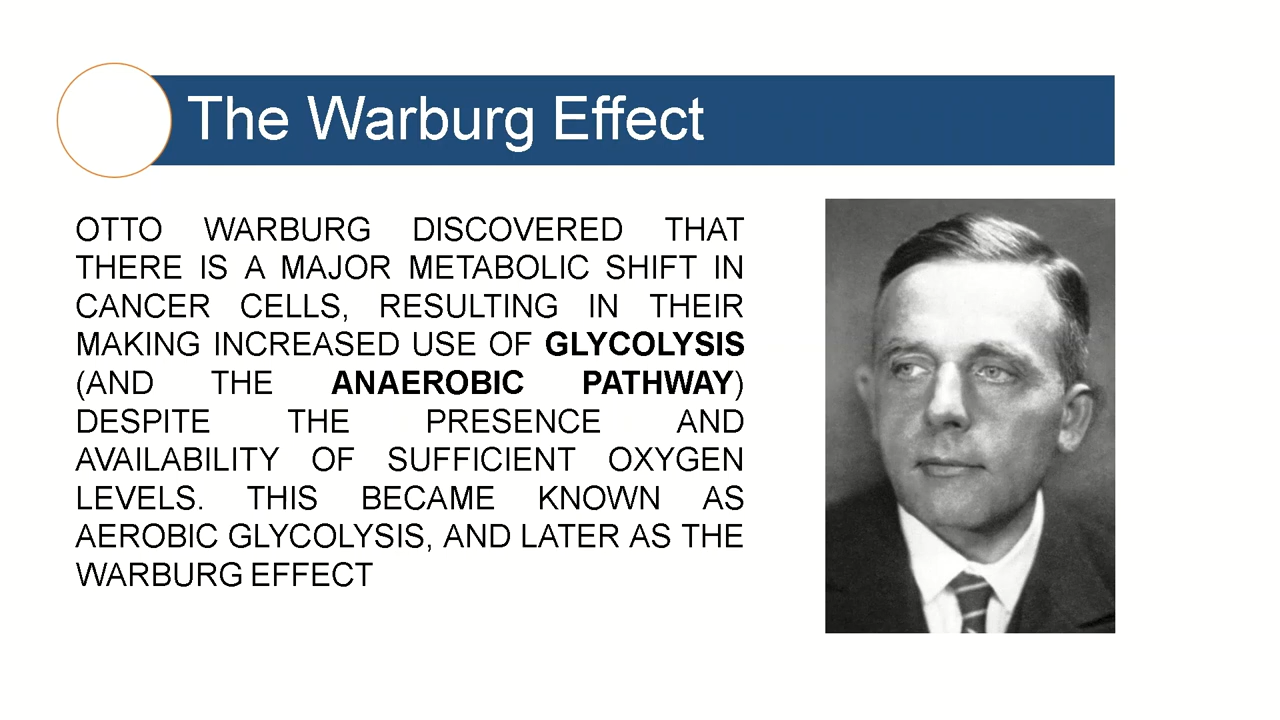 The Warburg Effect
OTTO WARBURG DISCOVERED THAT
THERE IS A MAJOR METABOLIC SHIFT IN
CANCER CELLS, RESULTING IN THEIR
MAKING INCREASED USE OF GLYCOLYSIS
(AND THE ANAEROBIC PATHWAY)
DESPITE THE PRESENCE AND
AVAILABILITY OF SUFFICIENT OXYGEN
LEVELS. THIS BECAME KNOWN AS
AEROBIC GLYCOLYSIS, AND LATER AS THE
WARBURG EFFECT